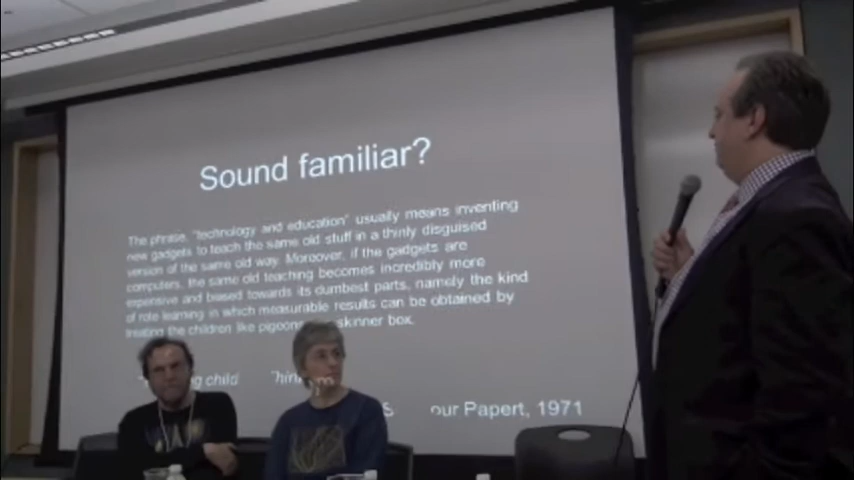 Sound familiar?
The phrase, "technology and education" usually means inventing
new gadgets to teach the same old stuff in a thinly disguised
version of the same old way. Moreover, if the gadgets are
computers, the same old teaching becomes incredibly more
expensive and biased towards its dumbest parts, namely the kind
of rote learning in which measurable results can be obtained by
treating the children like pigeons skinner box.
child
our Papert, 1971